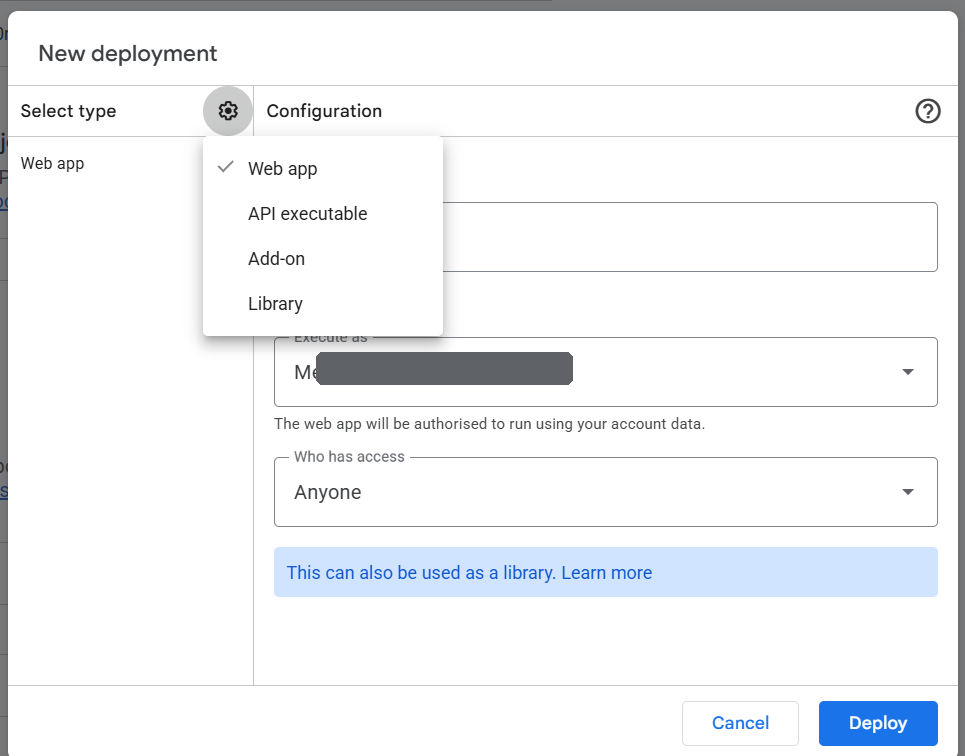 New deployment
Select type
Configuration
Web app
Web app
API executable
Add-on
Library
Execute as
Me
The web app will be authorised to run using your account data.
Who has access
Anyone
This can also be used as a library. Learn more
Cancel
Deploy